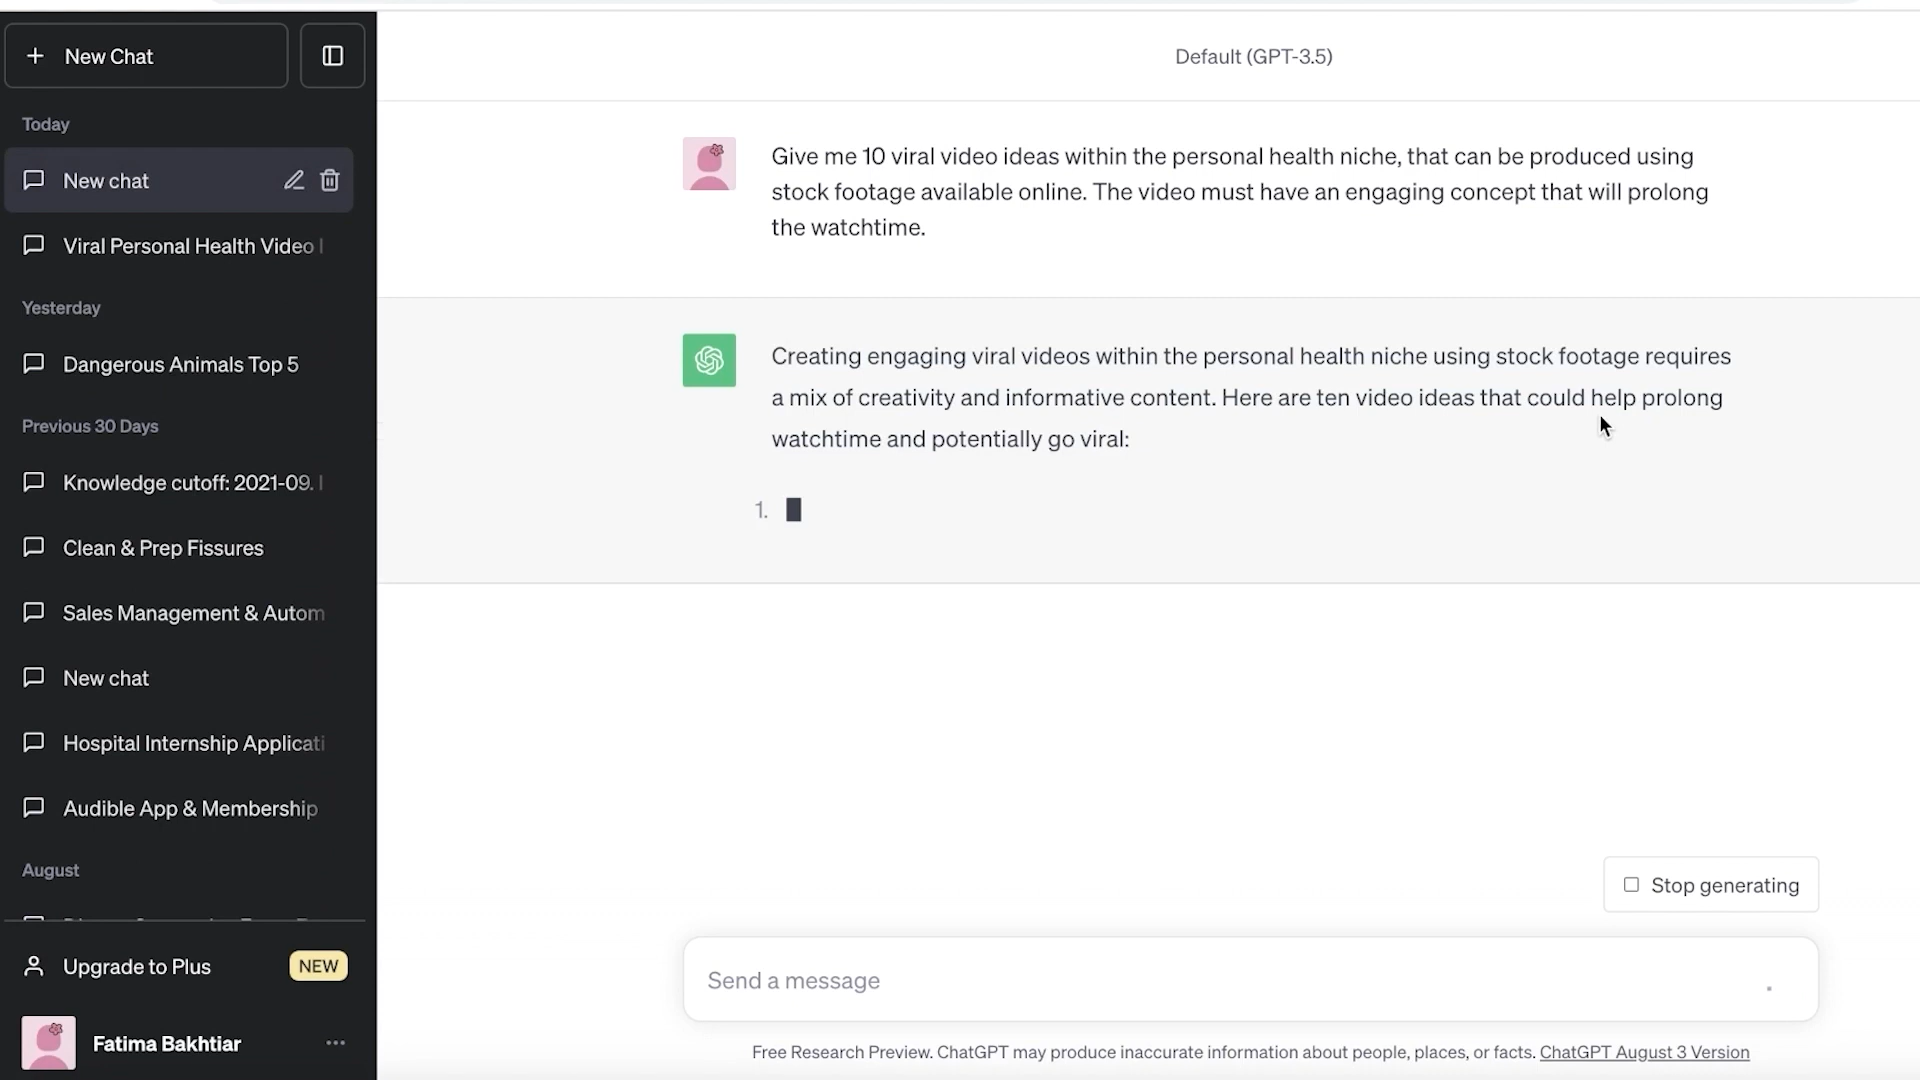 New Chat
Today
New chat
Viral Personal Health Video
Yesterday
Dangerous Animals Top 5
Previous 30 Days
Knowledge cutoff: 2021-09.
Clean & Prep Fissures
Sales Management & Autom
New chat
Hospital Internship Applicati
Audible App & Membership
August
Upgrade to Plus NEW
Fatima Bakhtiar
Default (GPT-3.5)
Give me 10 viral video ideas within the personal health niche, that can be produced using
stock footage available online. The video must have an engaging concept that will prolong
the watchtime.
Creating engaging viral videos within the personal health niche using stock footage requires
a mix of creativity and informative content. Here are ten video ideas that could help prolong
watchtime and potentially go viral:
1.
Stop generating
Send a message
Free Research Preview. ChatGPT may produce inaccurate information about people, places, or facts. ChatGPT August 3 Version